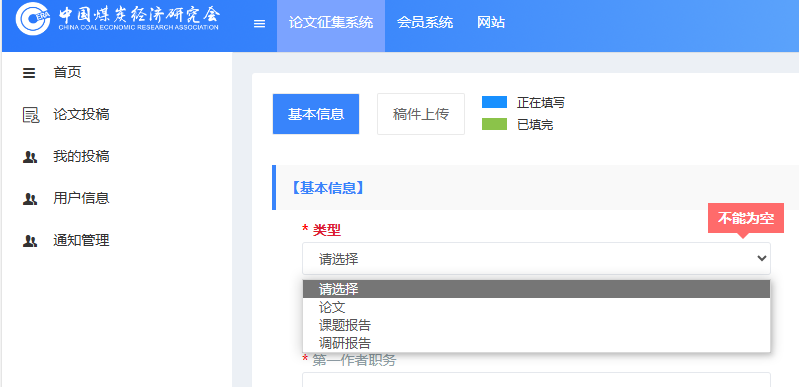 中国煤炭经济研究会
CHINA COAL ECONOMIC RESEARCH ASSOCIATION
论文征集系统 会员系统 网站
首页
论文投稿
我的投稿
用户信息
通知管理
基本信息 稿件上传
正在填写
已填完
【基本信息】
不能为空
* 类型
请选择
请选择
论文
课题报告
调研报告
* 第一作者职务